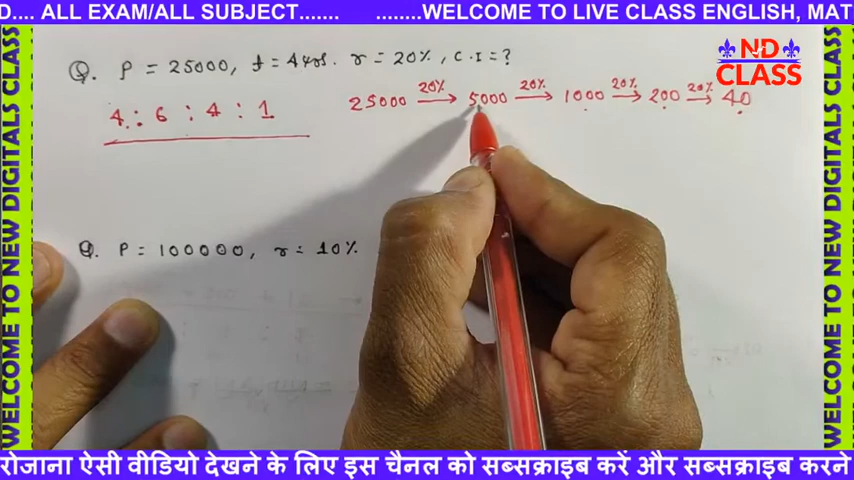 D.... ALL EXAM/ALL SUBJECT....... ........WELCOME TO LIVE CLASS ENGLISH, MAT
ND
CLASS
Q. P = 25000, t = 4 yrs. r = 20%, C.I = ?
4 : 6 : 4 : 1
25000 20%→ 5000 20%→ 1000 20%→ 200 20%→ 40
Q. P = 100000, r = 10%
WELCOME TO NEW DIGITALS CLASS
WELCOME TO NEW DIGITALS CLASS
रोजाना ऐसी वीडियो देखने के लिए इस चैनल को सब्सक्राइब करें और सब्सक्राइब करने